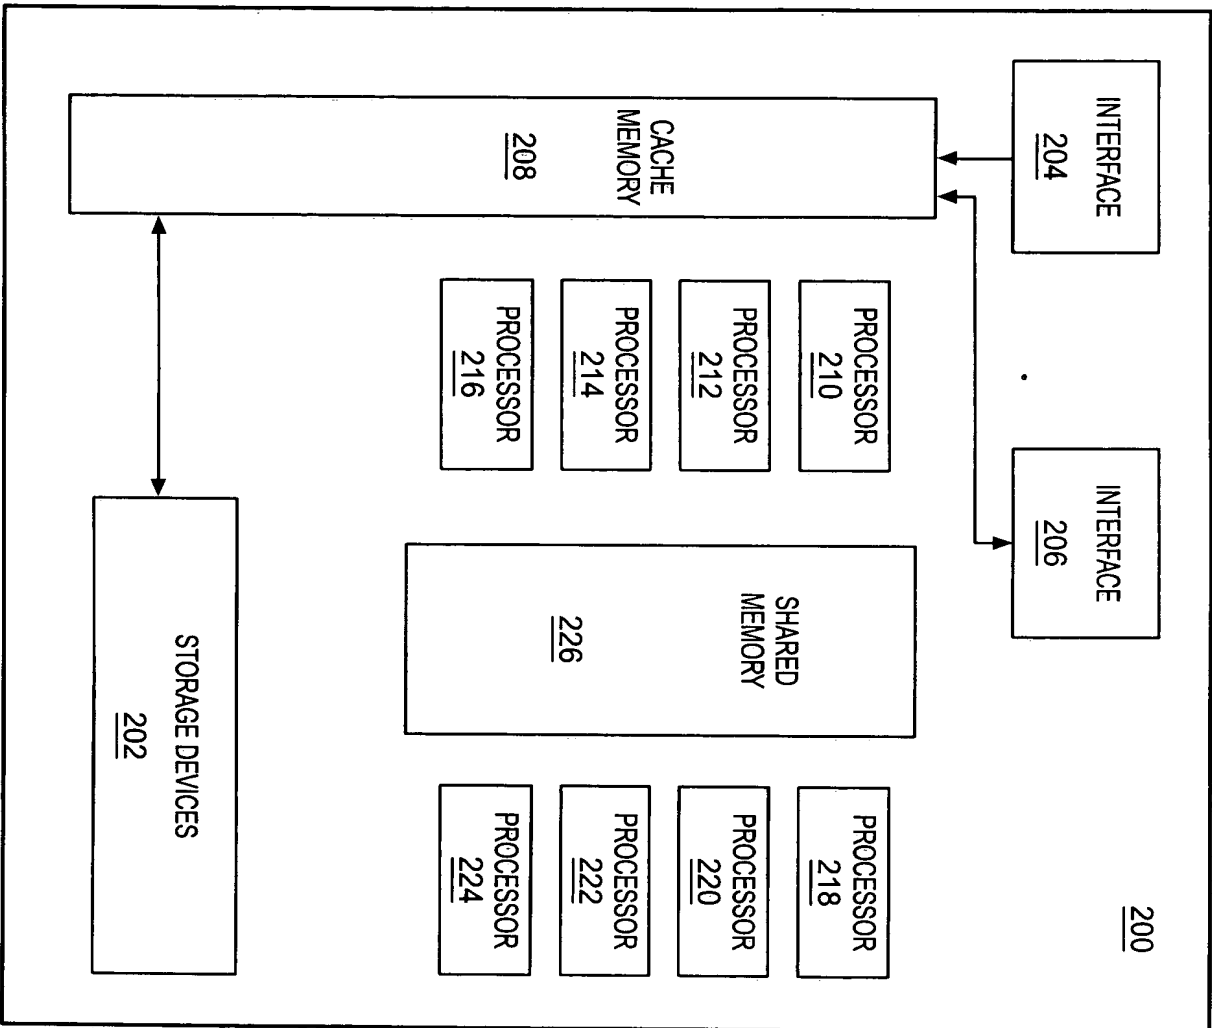 200
INTERFACE
204
INTERFACE
206
CACHE
MEMORY
208
PROCESSOR
210
PROCESSOR
212
PROCESSOR
214
PROCESSOR
216
SHARED
MEMORY
226
PROCESSOR
218
PROCESSOR
220
PROCESSOR
222
PROCESSOR
224
STORAGE DEVICES
202